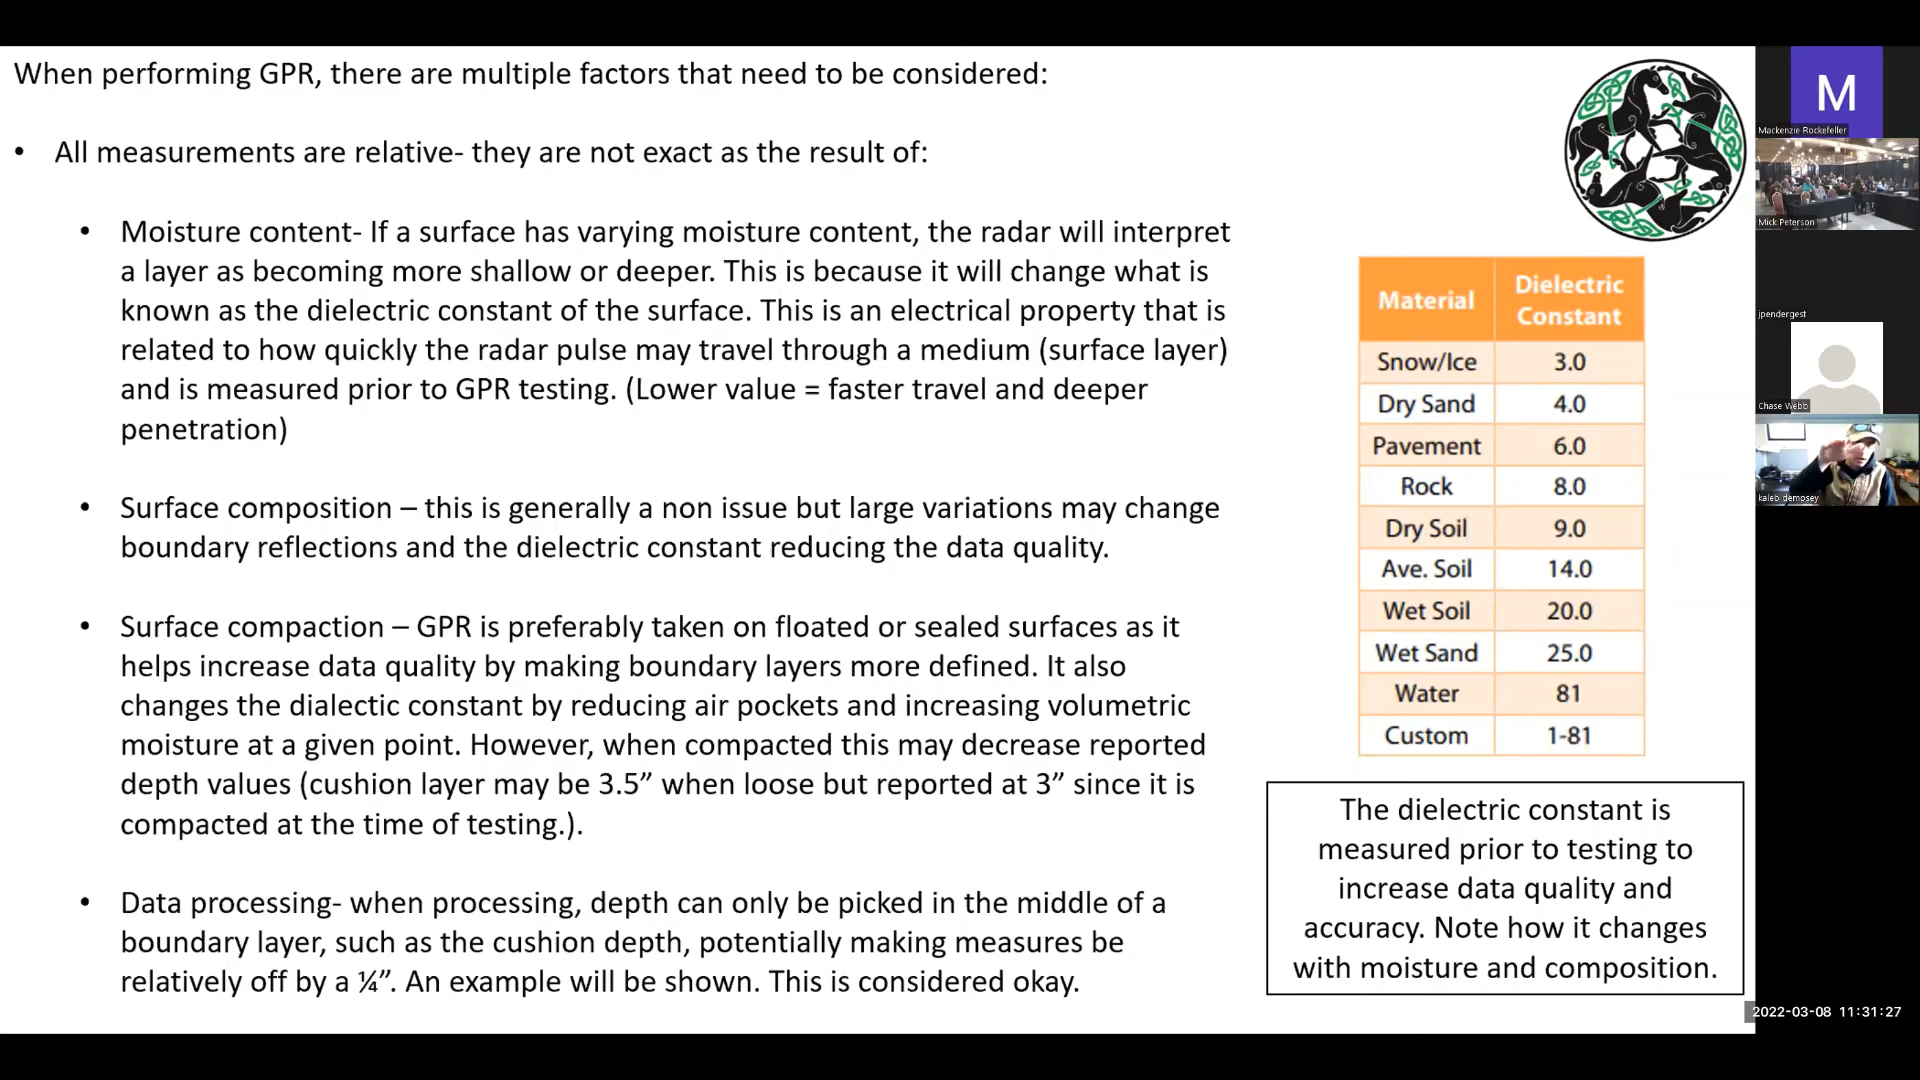 When performing GPR, there are multiple factors that need to be considered:
• All measurements are relative- they are not exact as the result of:
• Moisture content- If a surface has varying moisture content, the radar will interpret
a layer as becoming more shallow or deeper. This is because it will change what is
known as the dielectric constant of the surface. This is an electrical property that is
related to how quickly the radar pulse may travel through a medium (surface layer)
and is measured prior to GPR testing. (Lower value = faster travel and deeper
penetration)
• Surface composition – this is generally a non issue but large variations may change
boundary reflections and the dielectric constant reducing the data quality.
• Surface compaction – GPR is preferably taken on floated or sealed surfaces as it
helps increase data quality by making boundary layers more defined. It also
changes the dialectic constant by reducing air pockets and increasing volumetric
moisture at a given point. However, when compacted this may decrease reported
depth values (cushion layer may be 3.5” when loose but reported at 3” since it is
compacted at the time of testing.).
• Data processing- when processing, depth can only be picked in the middle of a
boundary layer, such as the cushion depth, potentially making measures be
relatively off by a ¼”. An example will be shown. This is considered okay.
Material Dielectric Constant
Snow/Ice 3.0
Dry Sand 4.0
Pavement 6.0
Rock 8.0
Dry Soil 9.0
Ave. Soil 14.0
Wet Soil 20.0
Wet Sand 25.0
Water 81
Custom 1-81
The dielectric constant is
measured prior to testing to
increase data quality and
accuracy. Note how it changes
with moisture and composition.
M
Mackenzie Rockefeller
Mick Peterson
jpendergest
Chase Webb
kaleb dempsey
2022-03-08 11:31:27